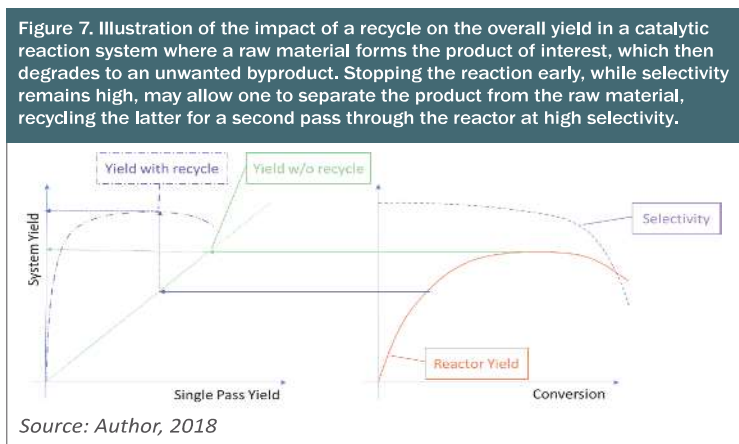 Figure 7. Illustration of the impact of a recycle on the overall yield in a catalytic
reaction system where a raw material forms the product of interest, which then
degrades to an unwanted byproduct. Stopping the reaction early, while selectivity
remains high, may allow one to separate the product from the raw material,
recycling the latter for a second pass through the reactor at high selectivity.
Yield with recycle
Yield w/o recycle
Selectivity
System Yield
Reactor Yield
Single Pass Yield
Conversion
Source: Author, 2018